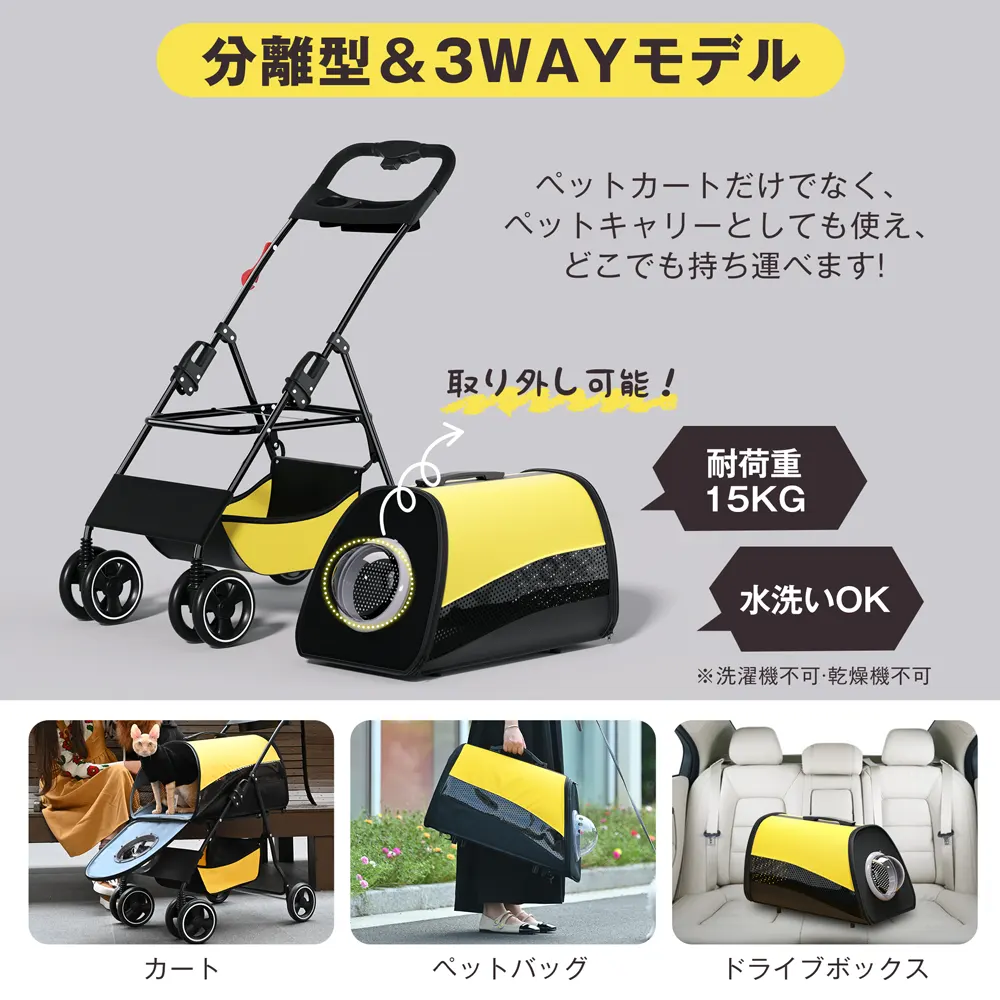 分離型＆3WAYモデル
ペットカートだけでなく、
ペットキャリーとしても使え、
どこでも持ち運べます!
取り外し可能！
耐荷重
15KG
水洗いOK
※洗濯機不可·乾燥機不可
カート
ペットバッグ
ドライブボックス